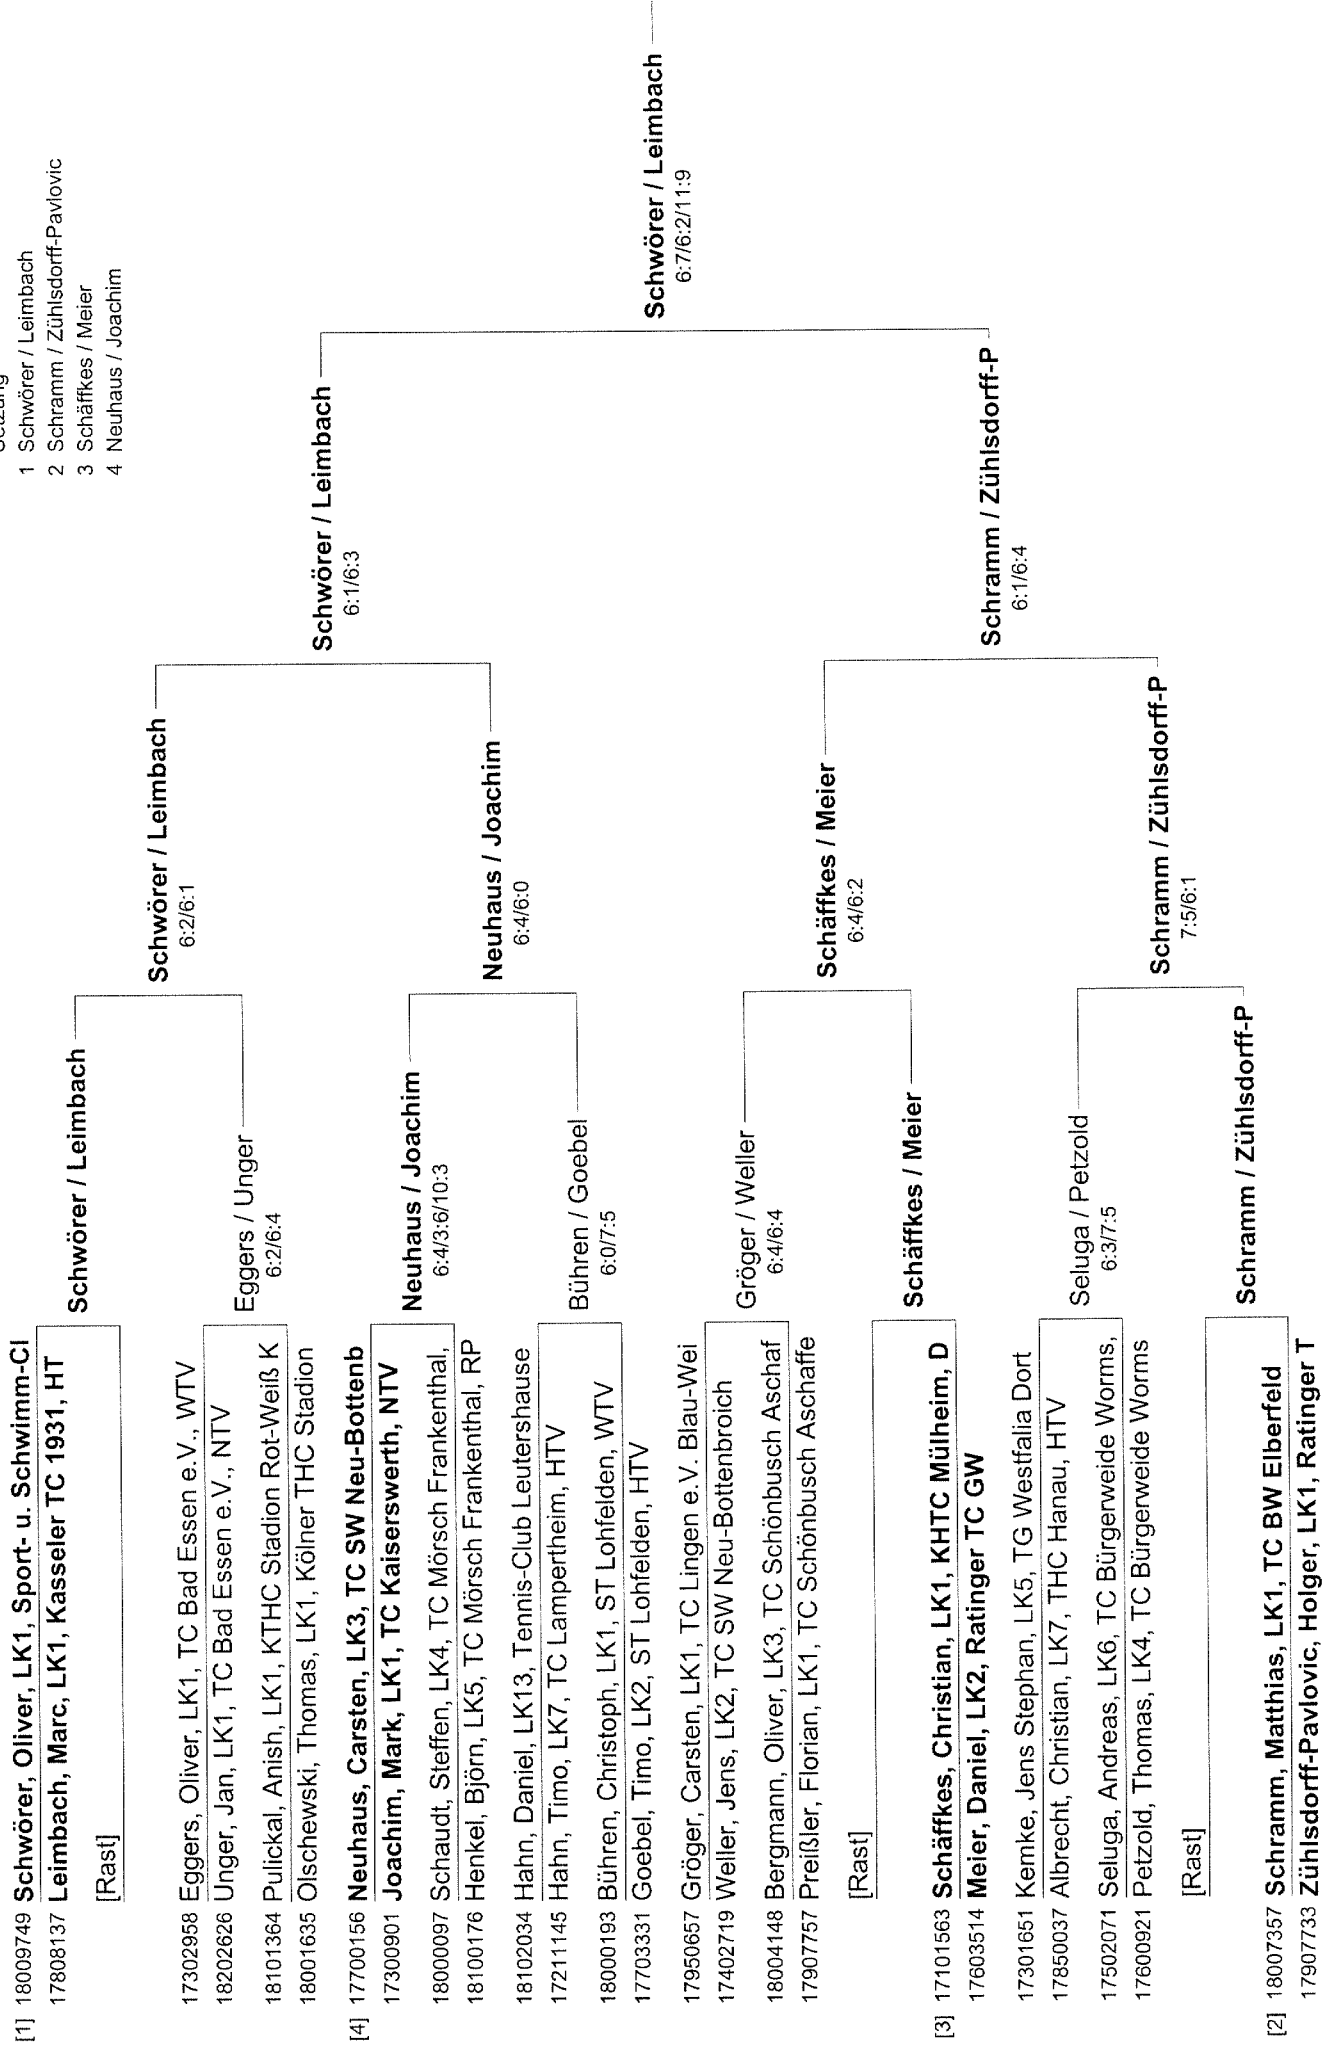 Setzung
1 Schwörer / Leimbach
2 Schramm / Zühlsdorff-Pavlovic
3 Schäffkes / Meier
4 Neuhaus / Joachim
[1] 18009749 Schwörer, Oliver, LK1, Sport- u. Schwimm-Cl
17808137 Leimbach, Marc, LK1, Kasseler TC 1931, HT
Schwörer / Leimbach
[Rast]
Schwörer / Leimbach
6:2/6:1
17302958 Eggers, Oliver, LK1, TC Bad Essen e.V., WTV
18202626 Unger, Jan, LK1, TC Bad Essen e.V., NTV
Eggers / Unger
6:2/6:4
18101364 Pulickal, Anish, LK1, KTHC Stadion Rot-Weiß K
18001635 Olschewski, Thomas, LK1, Kölner THC Stadion
Schwörer / Leimbach
6:1/6:3
[4] 17700156 Neuhaus, Carsten, LK3, TC SW Neu-Bottenb
17300901 Joachim, Mark, LK1, TC Kaiserswerth, NTV
Neuhaus / Joachim
6:4/3:6/10:3
18000097 Schaudt, Steffen, LK4, TC Mörsch Frankenthal,
18100176 Henkel, Björn, LK5, TC Mörsch Frankenthal, RP
Neuhaus / Joachim
6:4/6:0
18102034 Hahn, Daniel, LK13, Tennis-Club Leutershause
17211145 Hahn, Timo, LK7, TC Lampertheim, HTV
Bühren / Goebel
6:0/7:5
18000193 Bühren, Christoph, LK1, ST Lohfelden, WTV
17703331 Goebel, Timo, LK2, ST Lohfelden, HTV
Schwörer / Leimbach
6:7/6:2/11:9
17950657 Gröger, Carsten, LK1, TC Lingen e.V. Blau-Wei
17402719 Weller, Jens, LK2, TC SW Neu-Bottenbroich
Gröger / Weller
6:4/6:4
18004148 Bergmann, Oliver, LK3, TC Schönbusch Aschaf
17907757 Preißler, Florian, LK1, TC Schönbusch Aschaffe
Schäffkes / Meier
6:4/6:2
[Rast]
Schäffkes / Meier
[3] 17101563 Schäffkes, Christian, LK1, KHTC Mülheim, D
17603514 Meier, Daniel, LK2, Ratinger TC GW
Schramm / Zühlsdorff-P
6:1/6:4
17301651 Kemke, Jens Stephan, LK5, TG Westfalia Dort
17850037 Albrecht, Christian, LK7, THC Hanau, HTV
Seluga / Petzold
6:3/7:5
17502071 Seluga, Andreas, LK6, TC Bürgerweide Worms,
17600921 Petzold, Thomas, LK4, TC Bürgerweide Worms
Schramm / Zühlsdorff-P
7:5/6:1
[Rast]
Schramm / Zühlsdorff-P
[2] 18007357 Schramm, Matthias, LK1, TC BW Elberfeld
17907733 Zühlsdorff-Pavlovic, Holger, LK1, Ratinger T